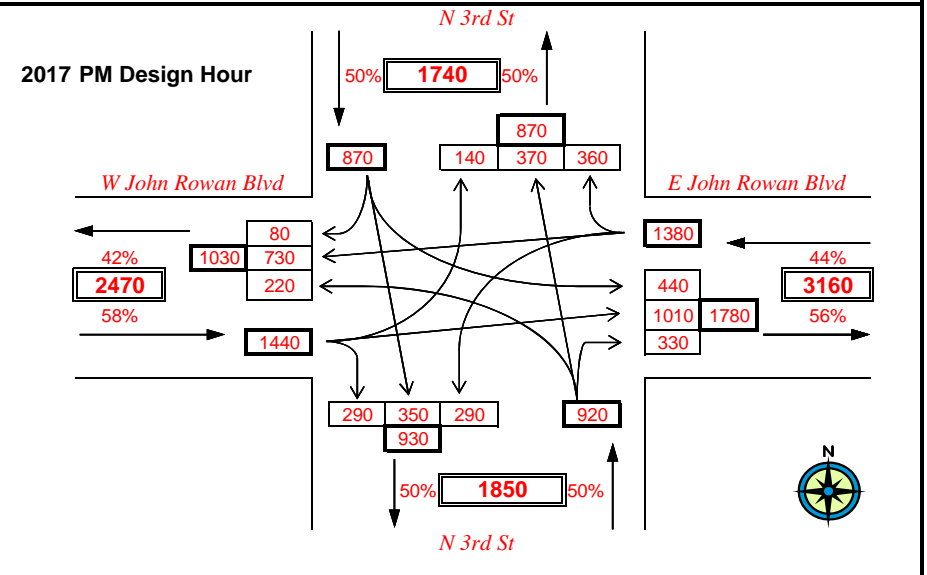 N 3rd St
2017 PM Design Hour
50% 1740 50%
870
870 140 370 360
W John Rowan Blvd E John Rowan Blvd
80
1030 730
220
1380
42%
2470
58%
44%
3160
56%
440
1010 1780
330
1440
290 350 290
930
920
N
50% 1850 50%
N 3rd St